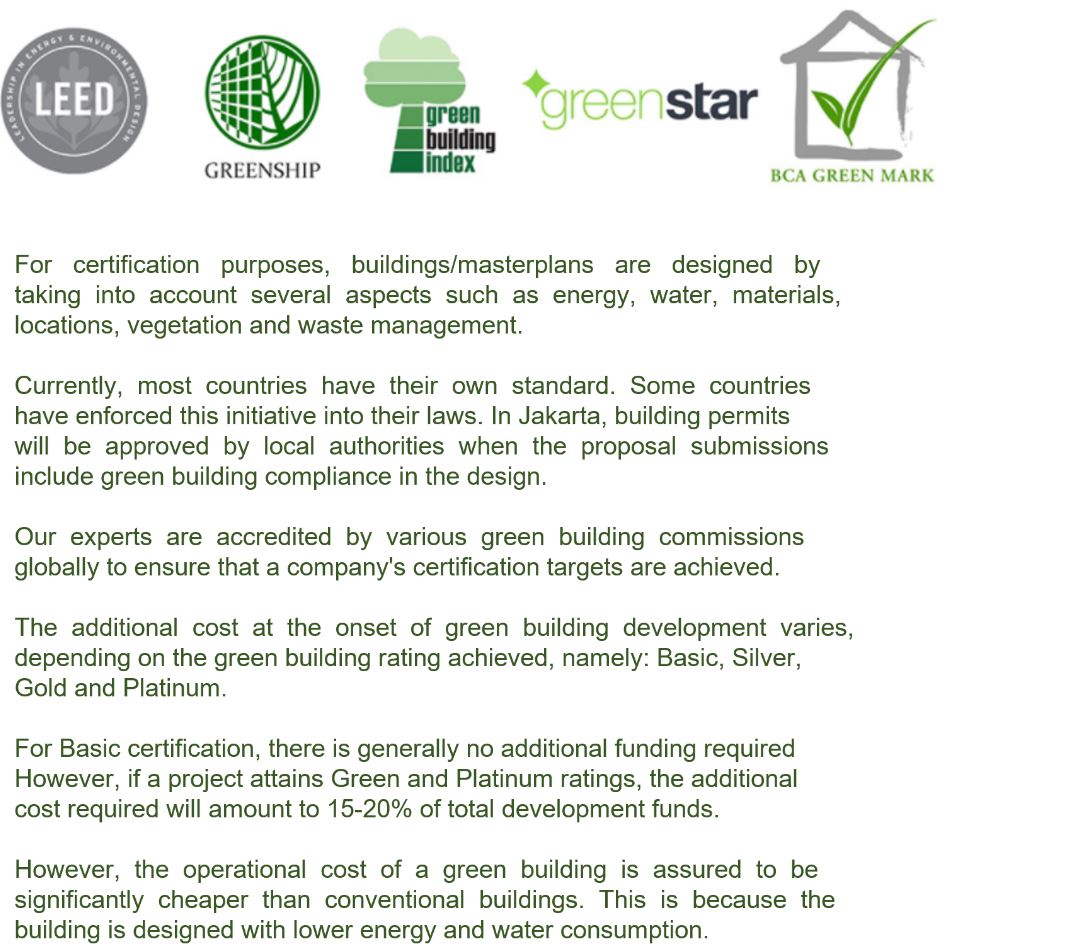 LEADERSHIP IN ENERGY & ENVIRONMENTAL DESIGN
LEED
GREENSHIP
green
building
index
greenstar
BCA GREEN MARK
For certification purposes, buildings/masterplans are designed by
taking into account several aspects such as energy, water, materials,
locations, vegetation and waste management.
Currently, most countries have their own standard. Some countries
have enforced this initiative into their laws. In Jakarta, building permits
will be approved by local authorities when the proposal submissions
include green building compliance in the design.
Our experts are accredited by various green building commissions
globally to ensure that a company's certification targets are achieved.
The additional cost at the onset of green building development varies,
depending on the green building rating achieved, namely: Basic, Silver,
Gold and Platinum.
For Basic certification, there is generally no additional funding required
However, if a project attains Green and Platinum ratings, the additional
cost required will amount to 15-20% of total development funds.
However, the operational cost of a green building is assured to be
significantly cheaper than conventional buildings. This is because the
building is designed with lower energy and water consumption.